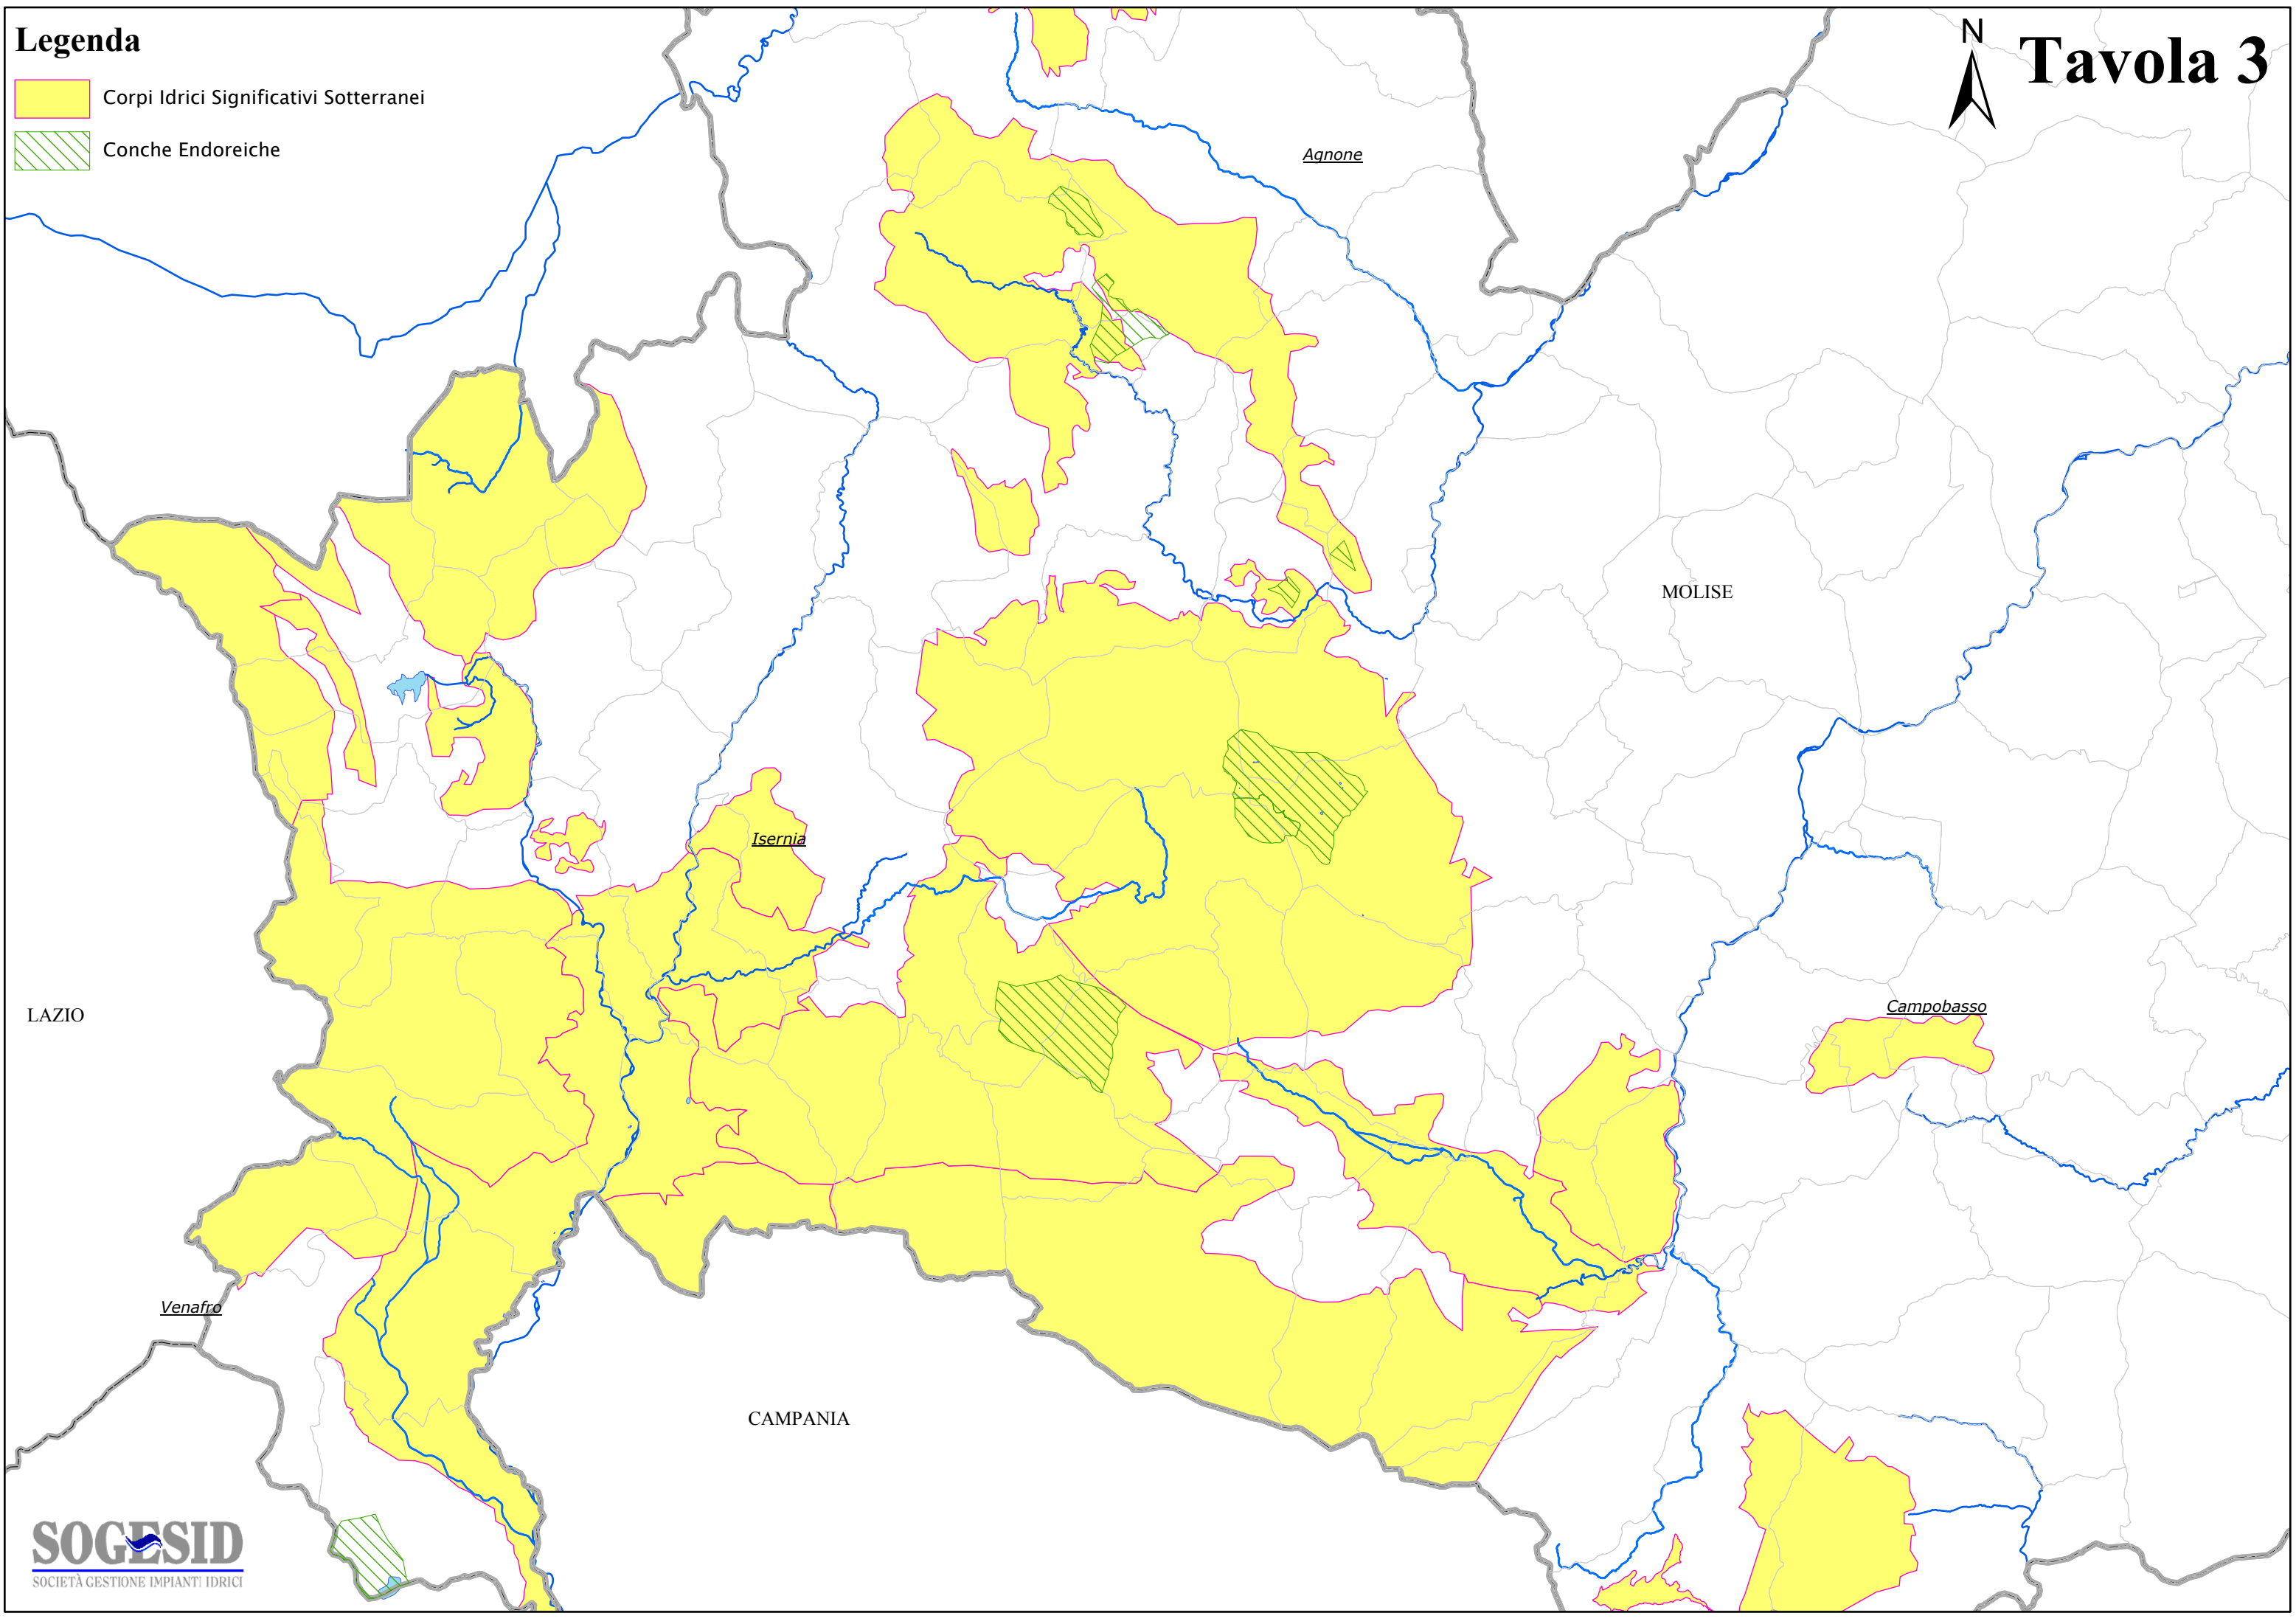 Legenda
Corpi Idrici Significativi Sotterranei
Conche Endoreiche
N
Tavola 3
Agnone
MOLISE
Isernia
LAZIO
Campobasso
Venafro
CAMPANIA
SOGESID
SOCIETÀ GESTIONE IMPIANTI IDRICI